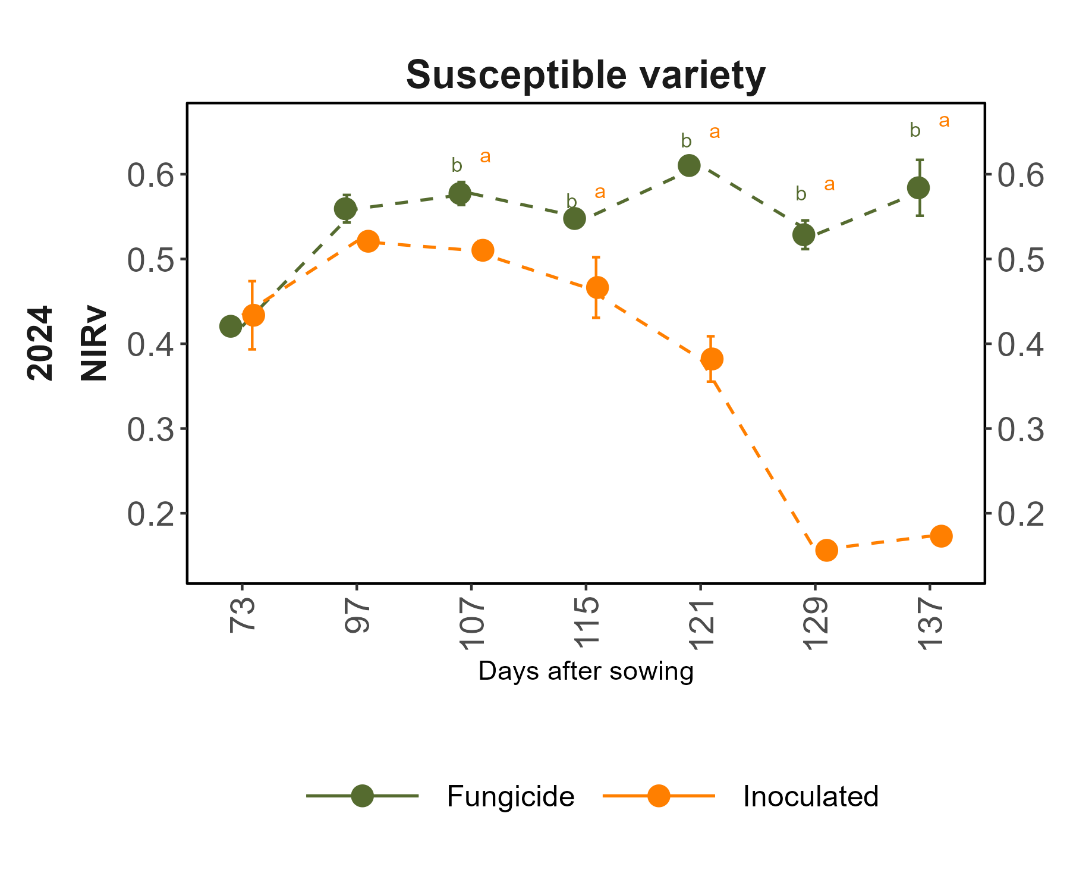 Susceptible variety
b a b a b a b a b a
0.6 0.6
0.5 0.5
0.4 0.4
0.3 0.3
0.2 0.2
2024
NIRv
73 97 107 115 121 129 137
Days after sowing
Fungicide Inoculated